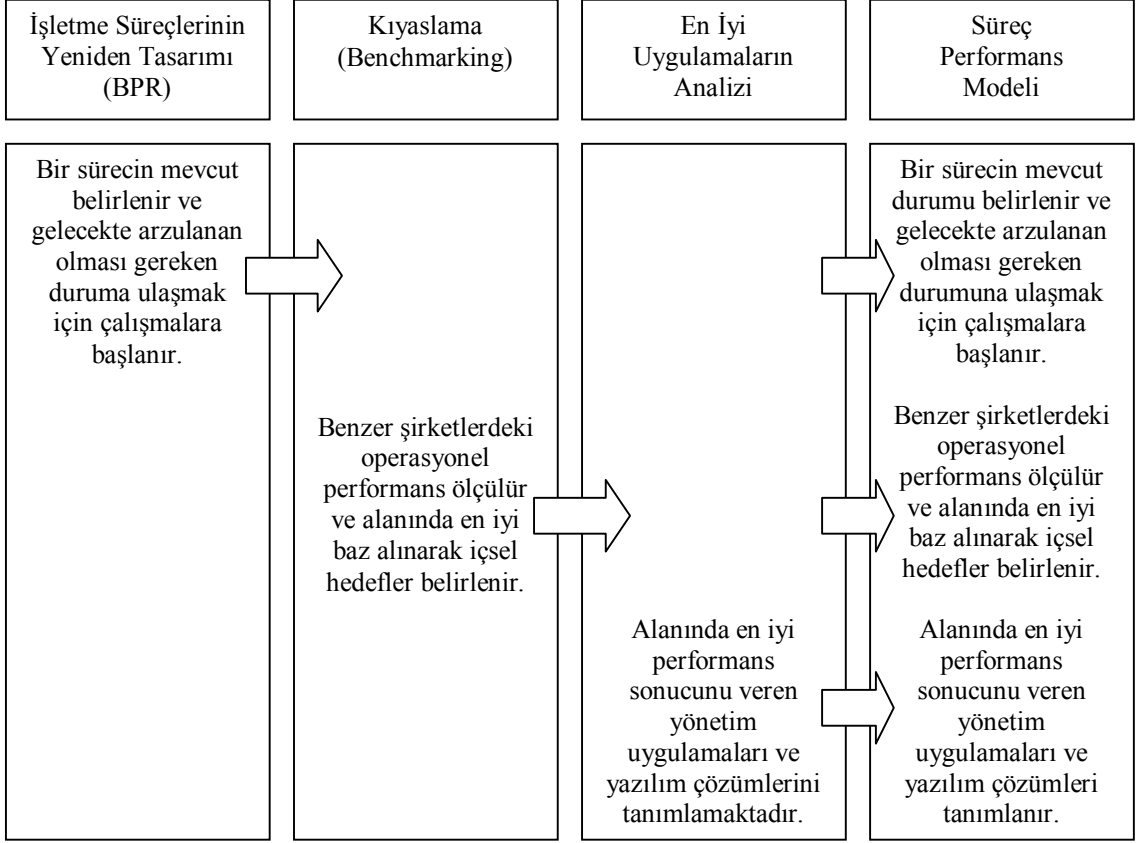 İşletme Süreçlerinin
Yeniden Tasarımı
(BPR)
Kıyaslama
(Benchmarking)
En İyi
Uygulamaların
Analizi
Süreç
Performans
Modeli
Bir sürecin mevcut
belirlenir ve
gelecekte arzulanan
olması gereken
duruma ulaşmak
için çalışmalara
başlanır.
Benzer şirketlerdeki
operasyonel
performans ölçülür
ve alanında en iyi
baz alınarak içsel
hedefler belirlenir.
Alanında en iyi
performans
sonucunu veren
yönetim
uygulamaları ve
yazılım çözümlerini
tanımlamaktadır.
Bir sürecin mevcut
durumu belirlenir ve
gelecekte arzulanan
olması gereken
durumuna ulaşmak
için çalışmalara
başlanır.
Benzer şirketlerdeki
operasyonel
performans ölçülür
ve alanında en iyi
baz alınarak içsel
hedefler belirlenir.
Alanında en iyi
performans
sonucunu veren
yönetim
uygulamaları ve
yazılım çözümleri
tanımlanır.